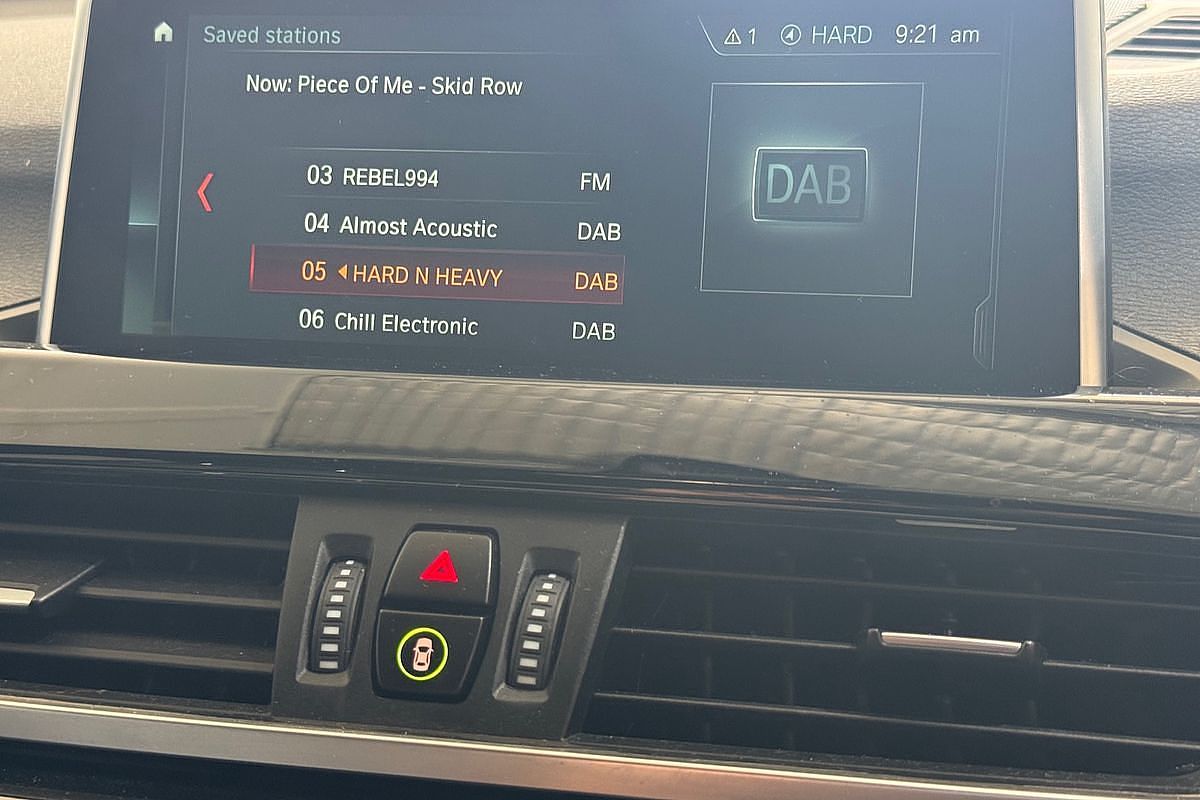 Saved stations
1 HARD 9:21 am
Now: Piece Of Me - Skid Row
03 REBEL994 FM
04 Almost Acoustic DAB
05 HARD N HEAVY DAB
06 Chill Electronic DAB
DAB